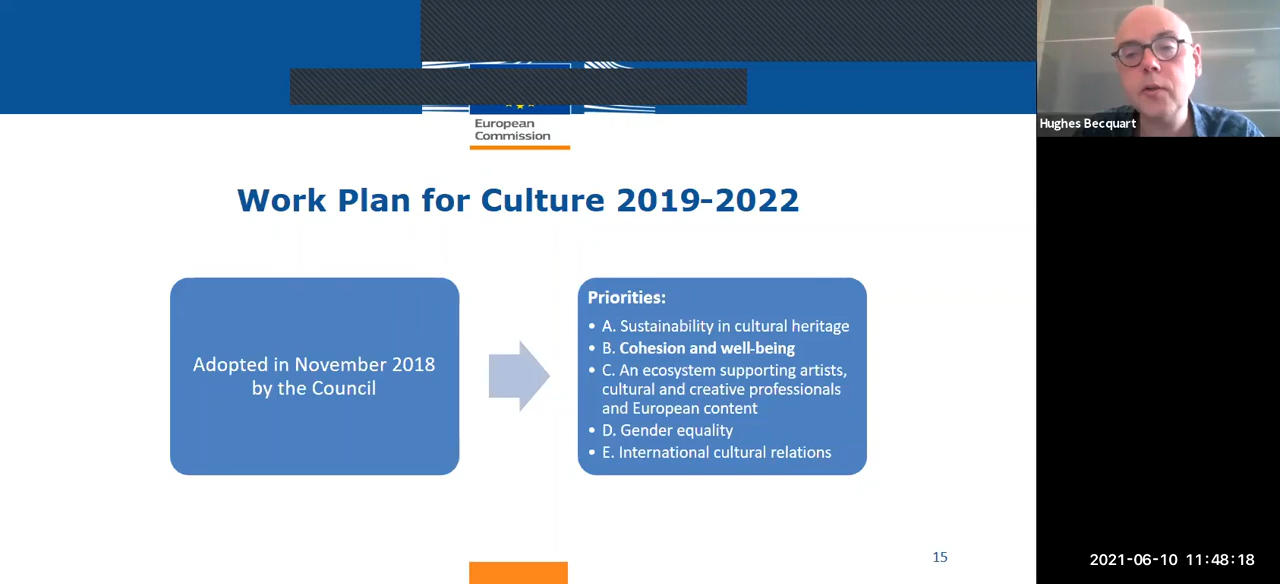 European
Commission
Hughes Becquart
Work Plan for Culture 2019-2022
Adopted in November 2018
by the Council
Priorities:
• A. Sustainability in cultural heritage
• B. Cohesion and well-being
• C. An ecosystem supporting artists,
cultural and creative professionals
and European content
• D. Gender equality
• E. International cultural relations
15
2021-06-10 11:48:18